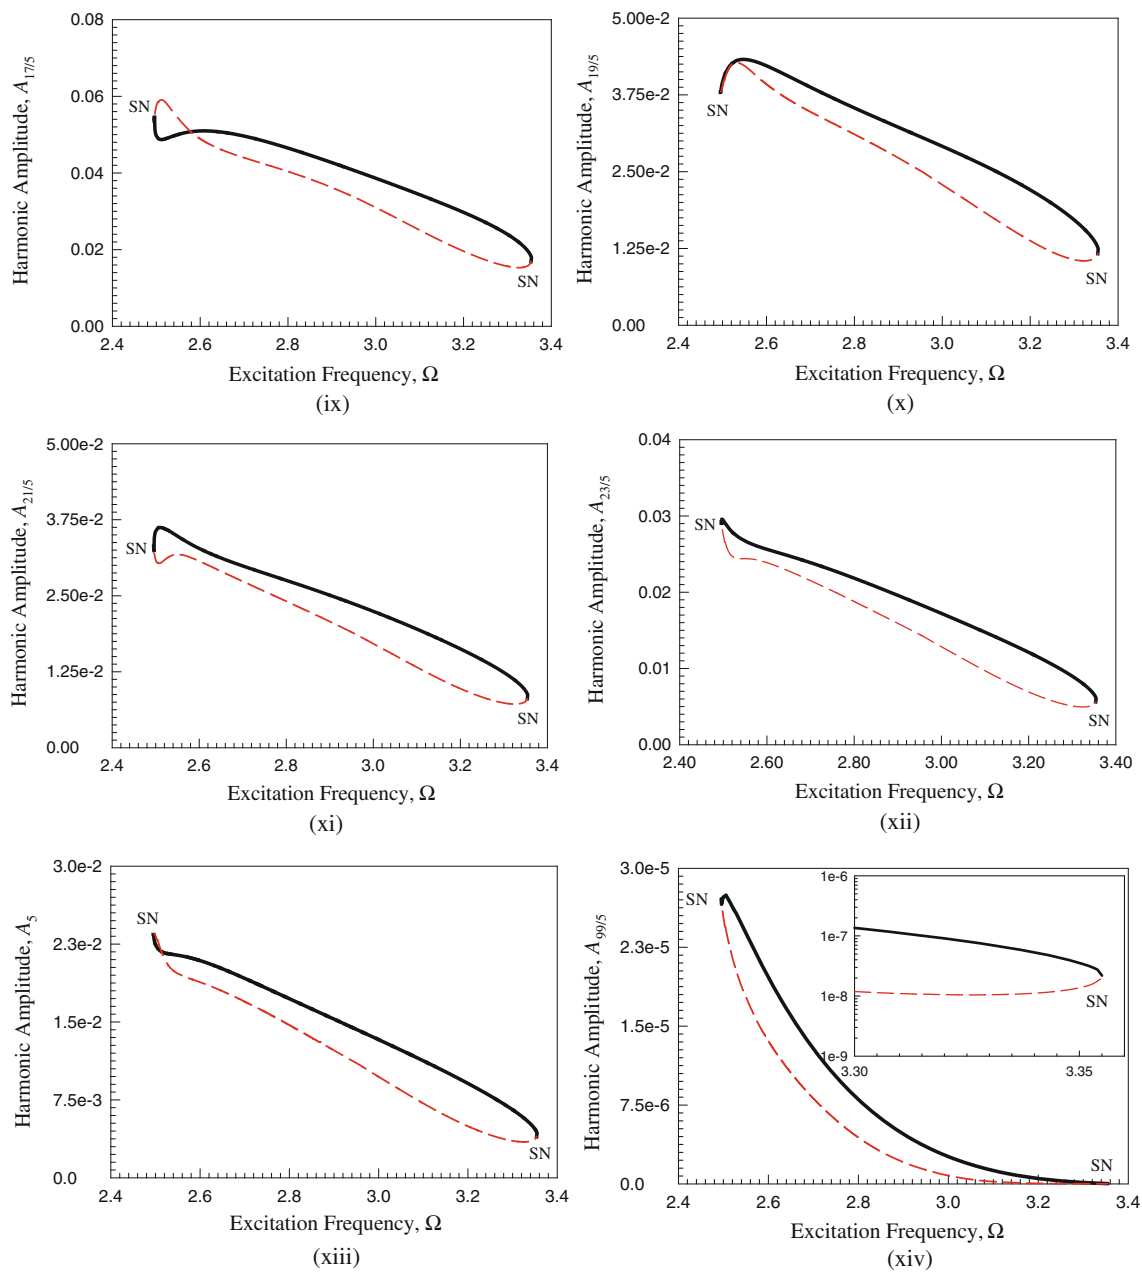 0.08
0.06
0.04
0.02
0.00
Harmonic Amplitude, A17/5
SN
SN
2.4 2.6 2.8 3.0 3.2 3.4
Excitation Frequency, Ω
(ix)
5.00e-2
3.75e-2
2.50e-2
1.25e-2
0.00
Harmonic Amplitude, A19/5
SN
SN
2.4 2.6 2.8 3.0 3.2 3.4
Excitation Frequency, Ω
(x)
5.00e-2
3.75e-2
2.50e-2
1.25e-2
0.00
Harmonic Amplitude, A21/5
SN
SN
2.4 2.6 2.8 3.0 3.2 3.4
Excitation Frequency, Ω
(xi)
0.04
0.03
0.02
0.01
0.00
Harmonic Amplitude, A23/5
SN
SN
2.40 2.60 2.80 3.00 3.20 3.40
Excitation Frequency, Ω
(xii)
3.0e-2
2.3e-2
1.5e-2
7.5e-3
0.0
Harmonic Amplitude, A5
SN
SN
2.4 2.6 2.8 3.0 3.2 3.4
Excitation Frequency, Ω
(xiii)
3.0e-5
2.3e-5
1.5e-5
7.5e-6
0.0
Harmonic Amplitude, A99/5
SN
1e-6
1e-7
1e-8
1e-9
SN
3.30 3.35
SN
2.4 2.6 2.8 3.0 3.2 3.4
Excitation Frequency, Ω
(xiv)